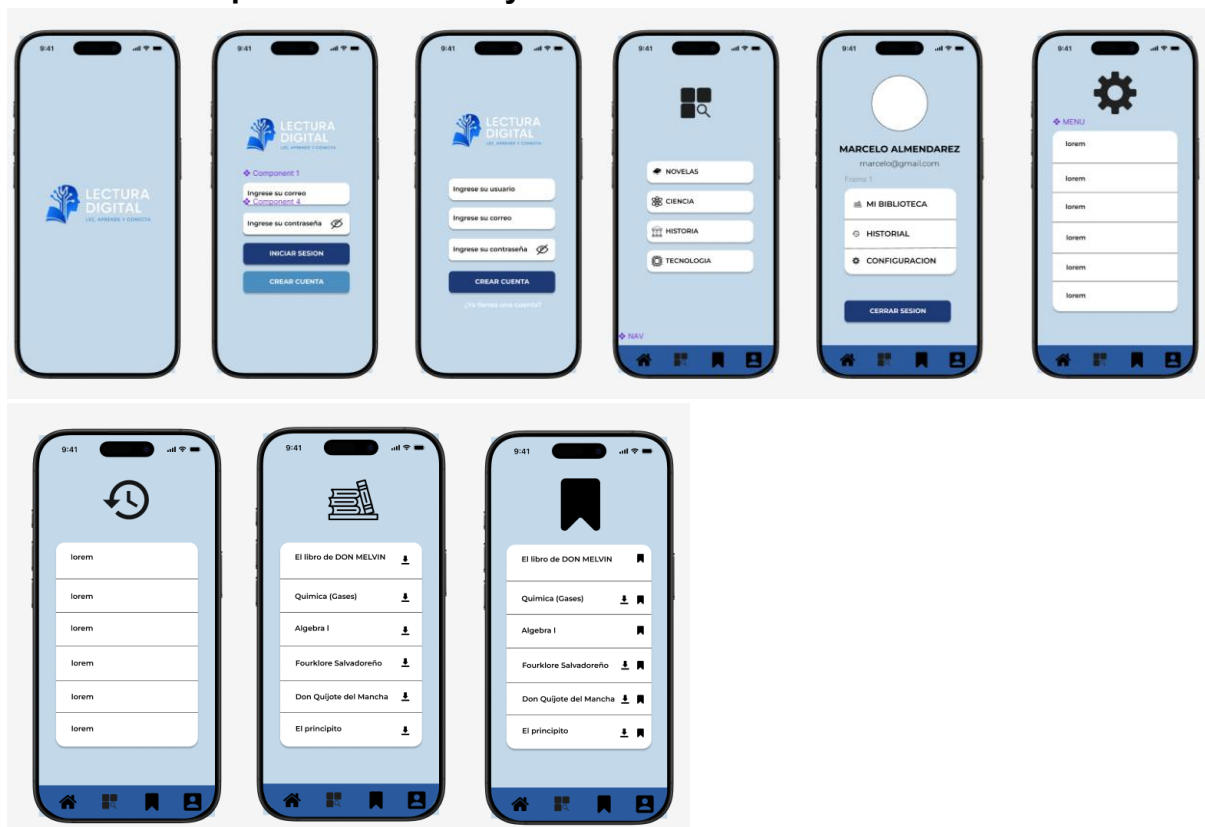 9:41
LECTURA
DIGITAL
LEE, APRENDE Y CONECTA
9:41
LECTURA
DIGITAL
LEE, APRENDE Y CONECTA
Component 1
Ingrese su correo
Component 4
Ingrese su contraseña
INICIAR SESION
CREAR CUENTA
9:41
LECTURA
DIGITAL
LEE, APRENDE Y CONECTA
Ingrese su usuario
Ingrese su correo
Ingrese su contraseña
CREAR CUENTA
¿Ya tienes una cuenta?
9:41
NOVELAS
CIENCIA
HISTORIA
TECNOLOGIA
NAV
9:41
MARCELO ALMENDAREZ
marcelo@gmail.com
Frame 1
MI BIBLIOTECA
HISTORIAL
CONFIGURACION
CERRAR SESION
9:41
MENU
lorem
lorem
lorem
lorem
lorem
lorem
9:41
lorem
lorem
lorem
lorem
lorem
lorem
9:41
El libro de DON MELVIN
Quimica (Gases)
Algebra I
Fourklore Salvadoreño
Don Quijote del Mancha
El principito
9:41
El libro de DON MELVIN
Quimica (Gases)
Algebra I
Fourklore Salvadoreño
Don Quijote del Mancha
El principito